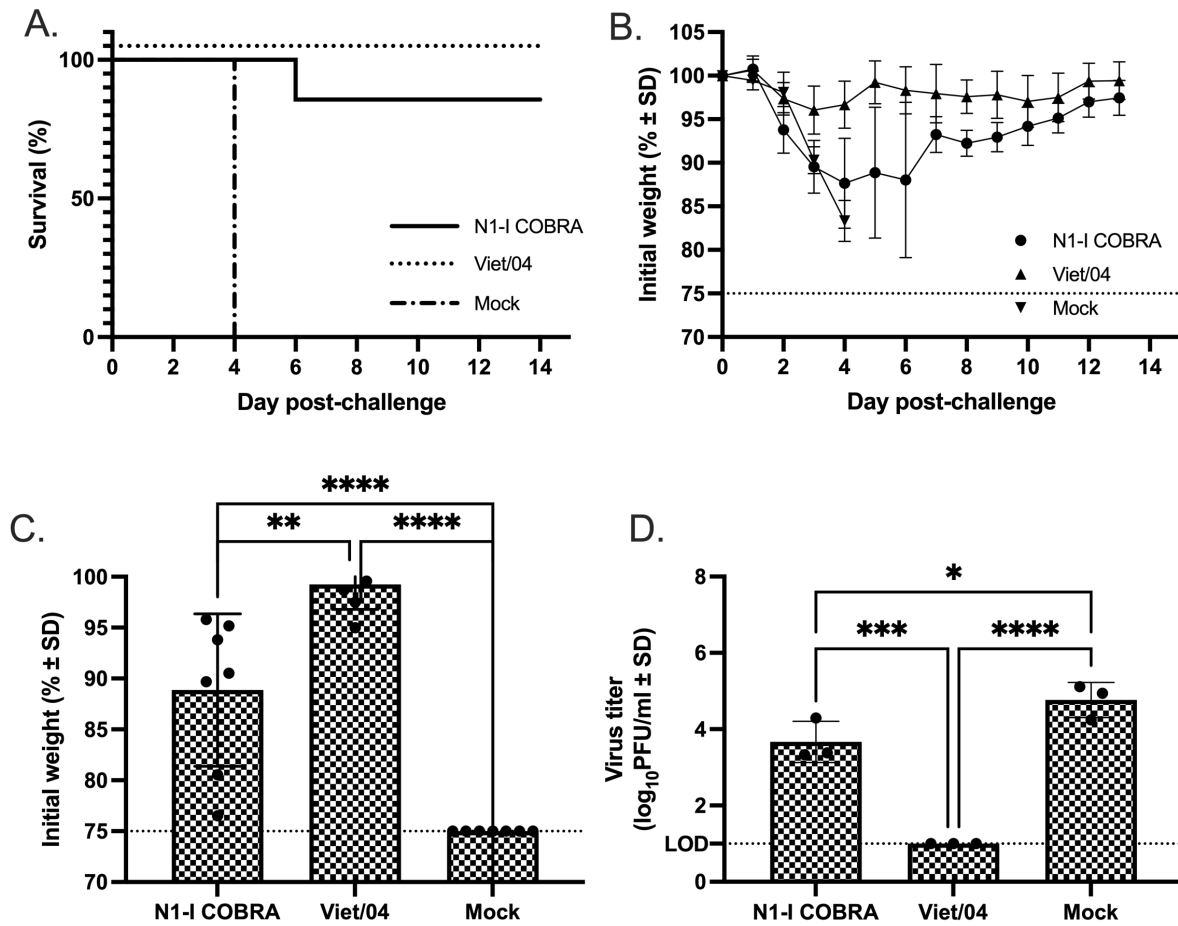 A.
Survival (%)
100
50
0
0 2 4 6 8 10 12 14
Day post-challenge
N1-I COBRA
Viet/04
Mock
B.
Initial weight (% ± SD)
105
100
95
90
85
80
75
70
0 2 4 6 8 10 12 14
Day post-challenge
N1-I COBRA
Viet/04
Mock
C.
Initial weight (% ± SD)
100
95
90
85
80
75
70
****
** ****
N1-I COBRA Viet/04 Mock
D.
Virus titer
(log10PFU/ml ± SD)
8
6
4
2
LOD
0
*
*** ****
N1-I COBRA Viet/04 Mock